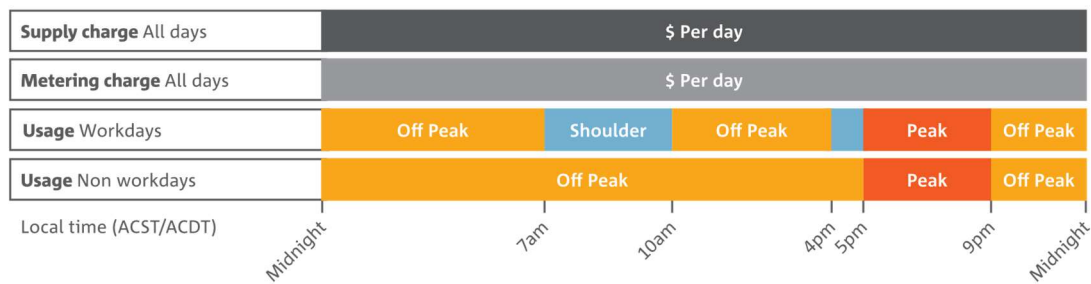 Supply charge All days $ Per day
Metering charge All days $ Per day
Usage Workdays Off Peak Shoulder Off Peak Peak Off Peak
Usage Non workdays Off Peak Peak Off Peak
Local time (ACST/ACDT) Midnight 7am 10am 4pm 5pm 9pm Midnight